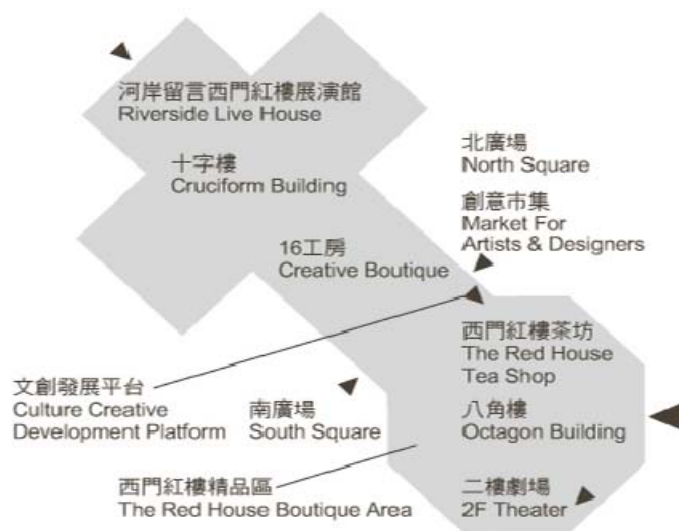 河岸留言西門紅樓展演館
Riverside Live House
十字樓
Cruciform Building
北廣場
North Square
創意市集
Market For
Artists & Designers
16工房
Creative Boutique
西門紅樓茶坊
The Red House
Tea Shop
文創發展平台
Culture Creative
Development Platform
南廣場
South Square
八角樓
Octagon Building
西門紅樓精品區
The Red House Boutique Area
二樓劇場
2F Theater